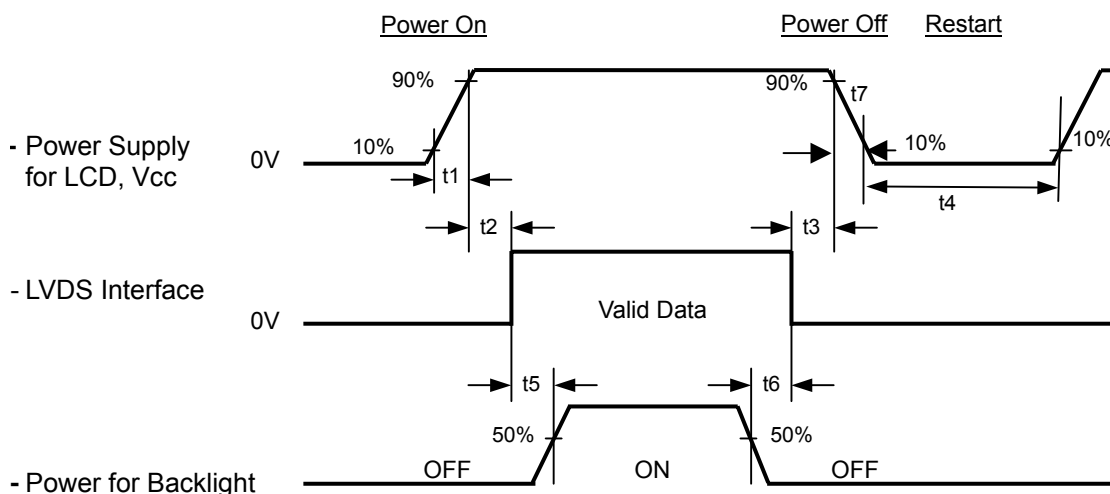 Power On
Power Off
Restart
90%
90%
t7
10%
10%
10%
- Power Supply
for LCD, Vcc
0V
t1
t4
t2
t3
- LVDS Interface
0V
Valid Data
t5
t6
50%
50%
OFF
ON
OFF
- Power for Backlight